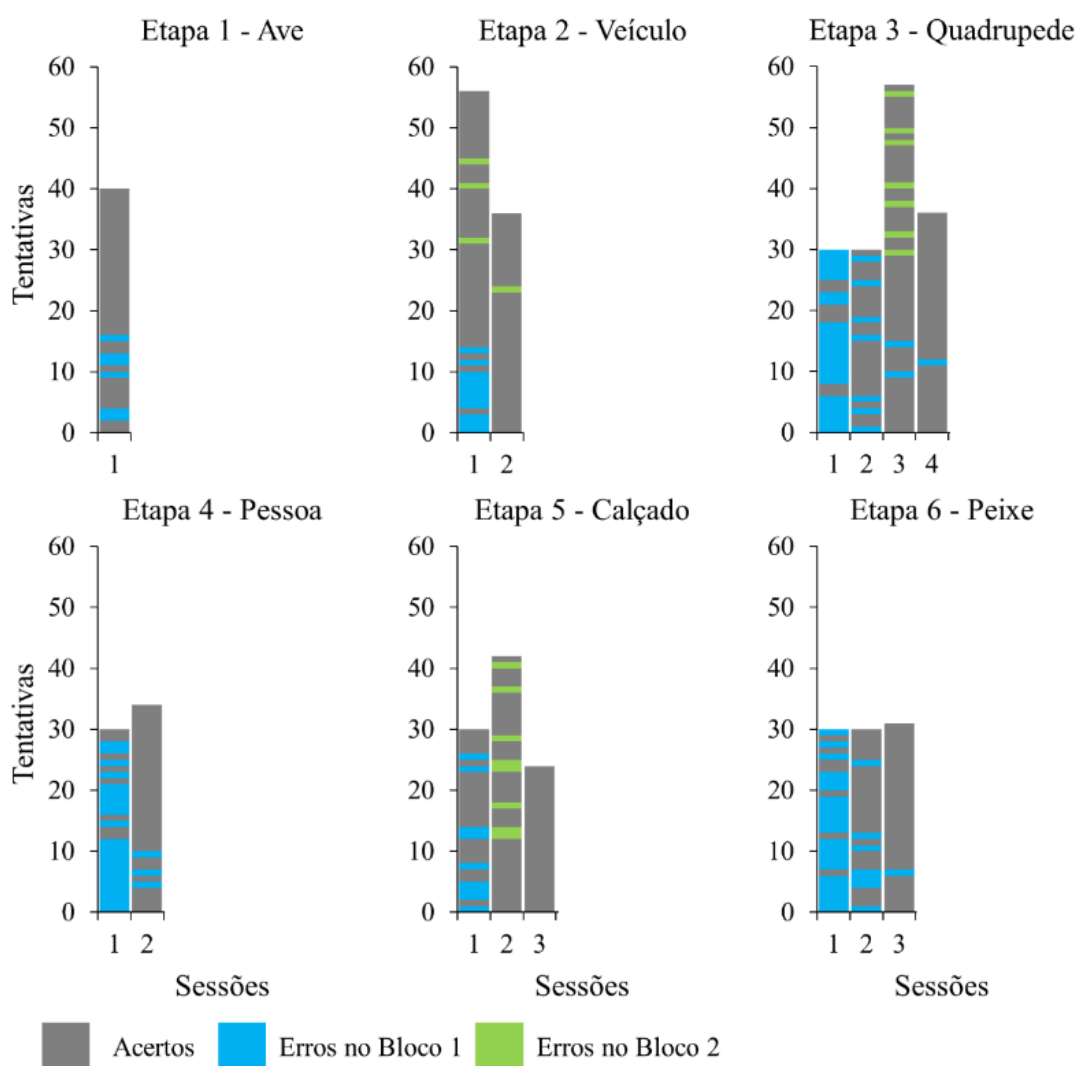 Etapa 1 - Ave
Etapa 2 - Veículo
Etapa 3 - Quadrupede
60
50
40
30
20
10
0
Tentativas
1
60
50
40
30
20
10
0
1 2
60
50
40
30
20
10
0
1 2 3 4
Etapa 4 - Pessoa
Etapa 5 - Calçado
Etapa 6 - Peixe
60
50
40
30
20
10
0
Tentativas
1 2
Sessões
60
50
40
30
20
10
0
1 2 3
Sessões
60
50
40
30
20
10
0
1 2 3
Sessões
Acertos
Erros no Bloco 1
Erros no Bloco 2